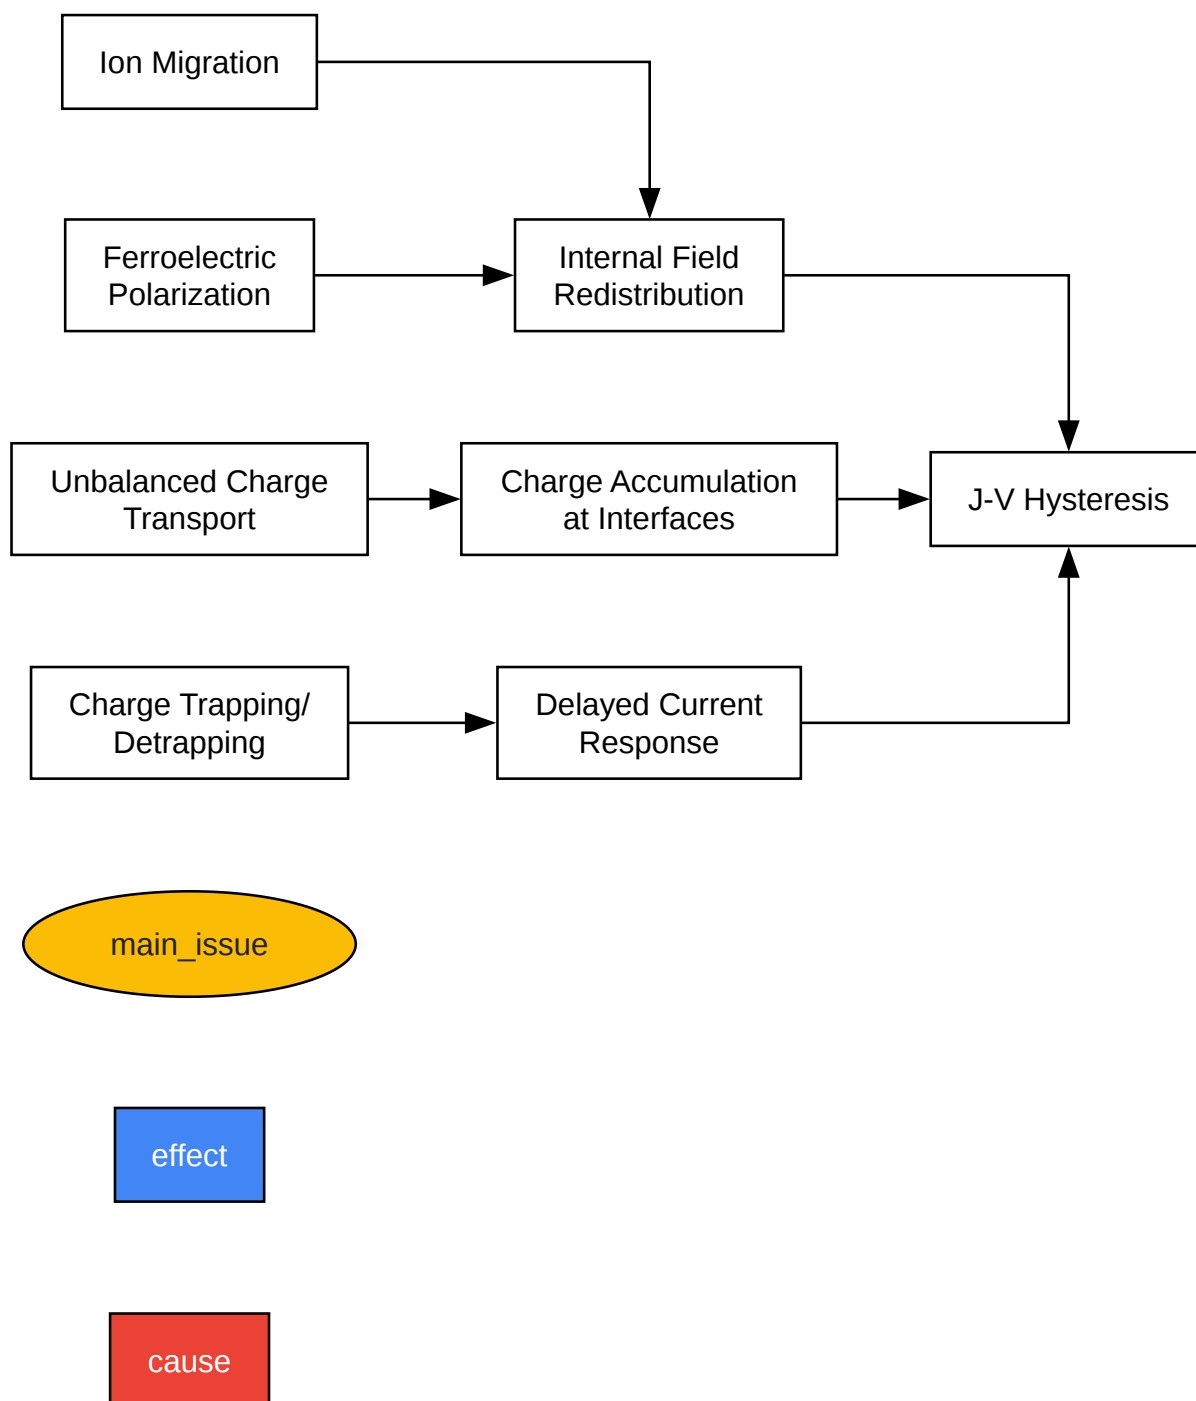 Ion Migration
Ferroelectric
Polarization
Internal Field
Redistribution
Unbalanced Charge
Transport
Charge Accumulation
at Interfaces
J-V Hysteresis
Charge Trapping/
Detrapping
Delayed Current
Response
main_issue
effect
cause